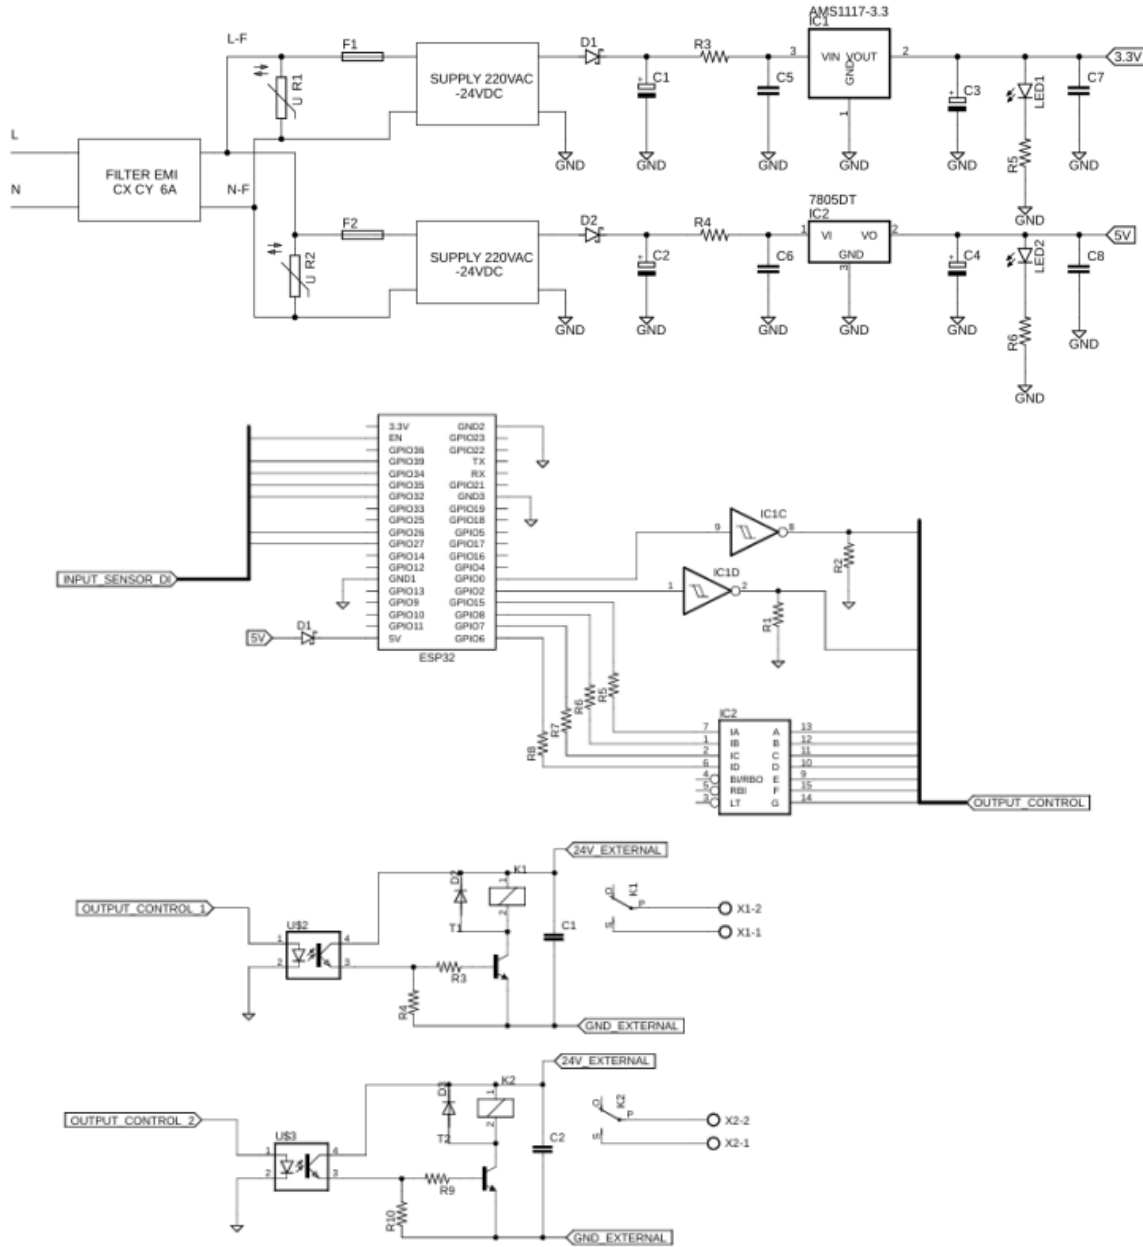 AMS1117-3.3
IC1
L-F
F1
D1
R3
3
VIN VOUT
2
3.3V
U R1
SUPPLY 220VAC
-24VDC
+
C1
C5
GND
1
+
C3
LED1
C7
L
GND
GND
GND
GND
GND
R5
GND
FILTER EMI
CX CY 6A
N
N-F
GND
7805DT
IC2
F2
D2
R4
1
VI
VO
2
5V
U R2
SUPPLY 220VAC
-24VDC
+
C2
C6
GND
3
+
C4
LED2
C8
GND
GND
GND
GND
GND
R6
GND
GND
3.3V GND2
EN GPIO23
GPIO36 GPIO22
GPIO39 TX
GPIO34 RX
GPIO35 GPIO21
GPIO32 GND3
GPIO33 GPIO19
GPIO25 GPIO18
GPIO26 GPIO5
GPIO27 GPIO17
GPIO14 GPIO16
GPIO12 GPIO4
GND1 GPIO0
GPIO13 GPIO2
GPIO9 GPIO15
GPIO10 GPIO8
GPIO11 GPIO7
5V GPIO6
ESP32
INPUT_SENSOR_DI
5V
D1
9
IC1C
8
R2
1
IC1D
2
R1
R5
R6
R7
R8
IC2
7 IA A 13
1 IB B 12
2 IC C 11
6 ID D 10
4 BI/RBO E 9
5 RBI F 15
3 LT G 14
OUTPUT_CONTROL
24V_EXTERNAL
D2
1
K1
2
T1
C1
OUTPUT_CONTROL_1
U$2
1
4
2
3
R3
R4
GND_EXTERNAL
O
K1
P
S
X1-2
X1-1
24V_EXTERNAL
D3
1
K2
2
T2
C2
OUTPUT_CONTROL_2
U$3
1
4
2
3
R9
R10
GND_EXTERNAL
O
K2
P
S
X2-2
X2-1